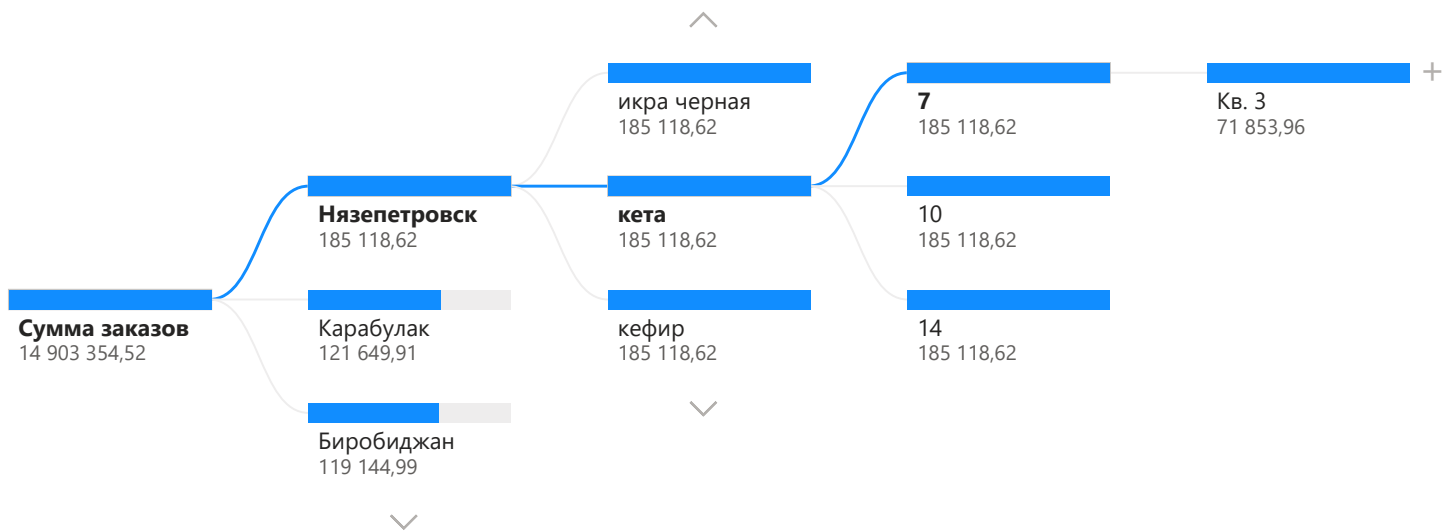 Сумма заказов
14 903 354,52
Нязепетровск
185 118,62
Карабулак
121 649,91
Биробиджан
119 144,99
икра черная
185 118,62
кета
185 118,62
кефир
185 118,62
7
185 118,62
10
185 118,62
14
185 118,62
Кв. 3
71 853,96